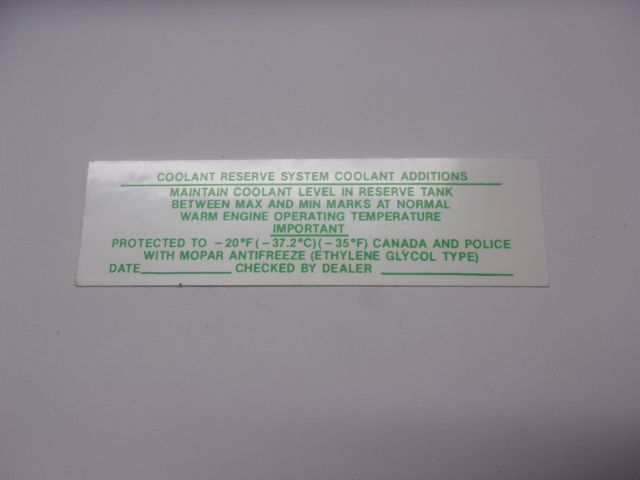 COOLANT RESERVE SYSTEM COOLANT ADDITIONS
MAINTAIN COOLANT LEVEL IN RESERVE TANK
BETWEEN MAX AND MIN MARKS AT NORMAL
WARM ENGINE OPERATING TEMPERATURE
IMPORTANT
PROTECTED TO -20°F (-37.2°C)(-35°F) CANADA AND POLICE
WITH MOPAR ANTIFREEZE (ETHYLENE GLYCOL TYPE)
DATE____________ CHECKED BY DEALER _________________